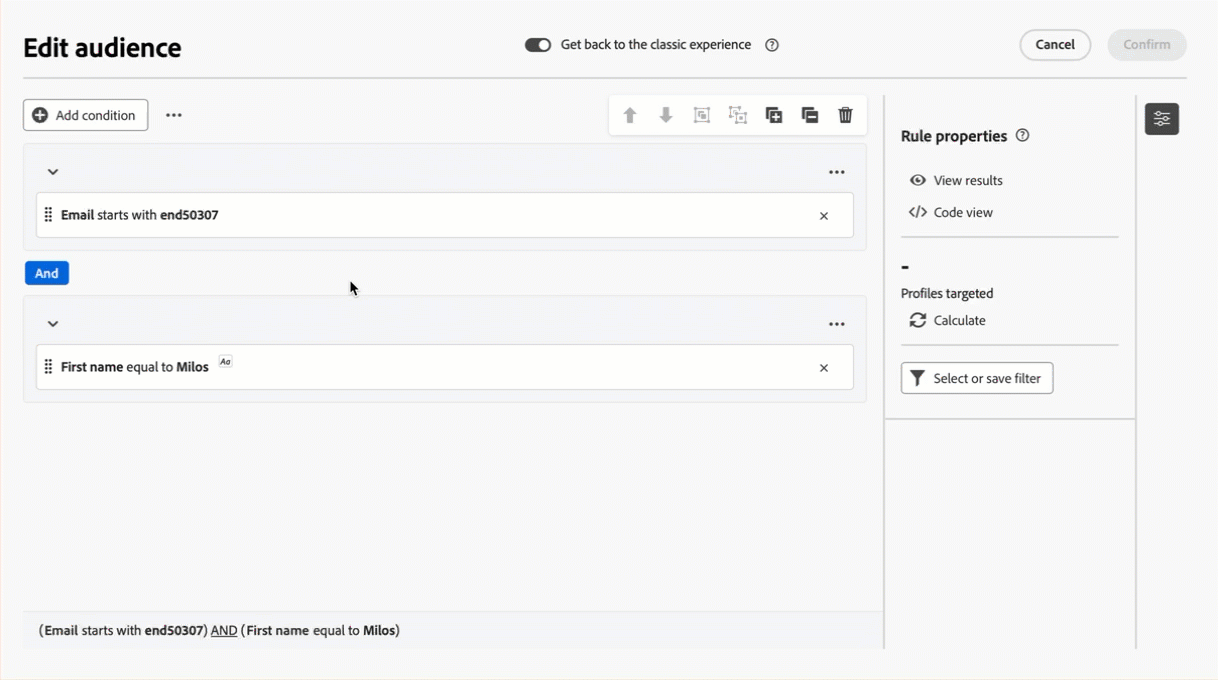 Edit audience
Get back to the classic experience
Cancel
Confirm
Add condition
Email starts with end50307
And
First name equal to Milos Aa
(Email starts with end50307) AND (First name equal to Milos)
Rule properties
View results
Code view
-
Profiles targeted
Calculate
Select or save filter